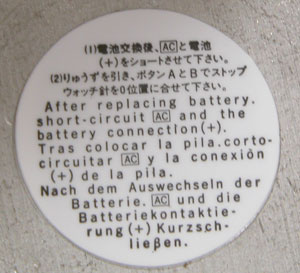 (1)電池交換後、[AC]と電池
(+)をショートさせて下さい。
(2)りゅうずを引き、ボタンAとBでストップ
ウォッチ針を0位置に合せて下さい。
After replacing battery.
short-circuit [AC] and the
battery connection(+).
Tras colocar la pila.corto-
circuitar [AC] y la conexión
(+) de la pila.
Nach dem Auswechseln der
Batterie. [AC] und die
Batteriekontaktie-
rung(+) Kurzsch-
ließen.